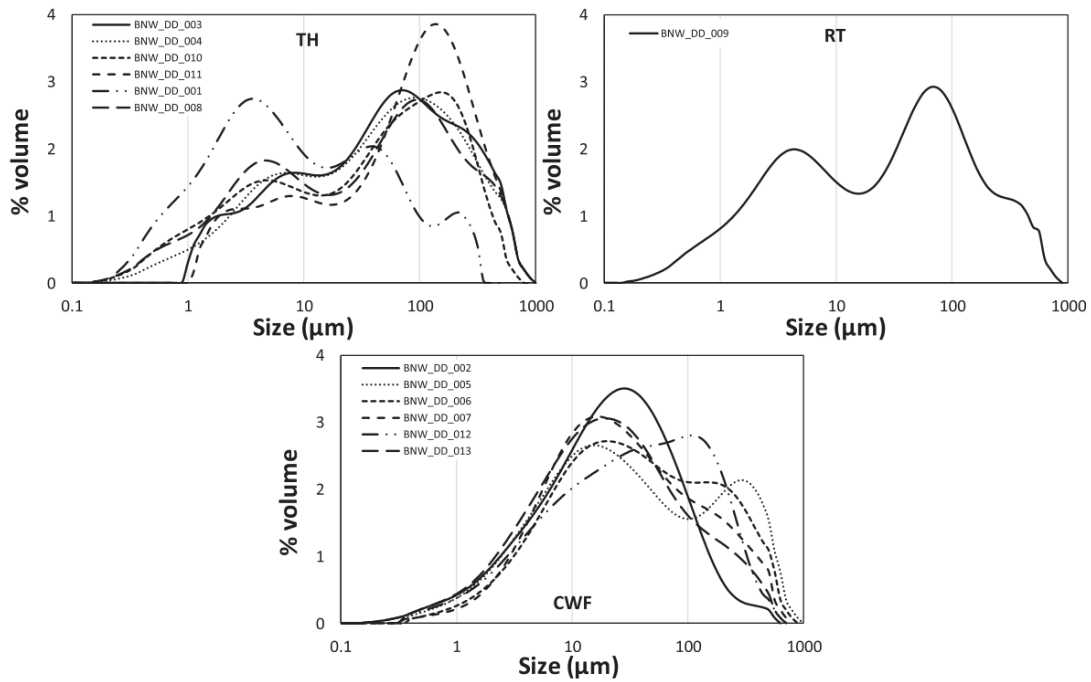 4
3
2
1
0
% volume
BNW_DD_003
BNW_DD_004
BNW_DD_010
BNW_DD_011
BNW_DD_001
BNW_DD_008
TH
0.1 1 10 100 1000
Size (µm)
4
3
2
1
0
% volume
BNW_DD_009
RT
0.1 1 10 100 1000
Size (µm)
4
3
2
1
0
% volume
BNW_DD_002
BNW_DD_005
BNW_DD_006
BNW_DD_007
BNW_DD_012
BNW_DD_013
CWF
0.1 1 10 100 1000
Size (µm)